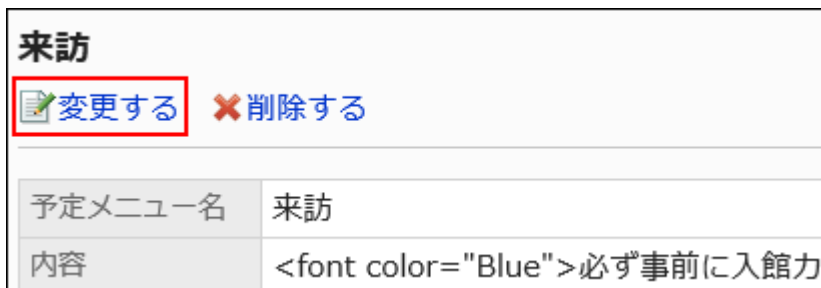 来訪
変更する 削除する
予定メニュー名 来訪
内容 <font color="Blue">必ず事前に入館カ